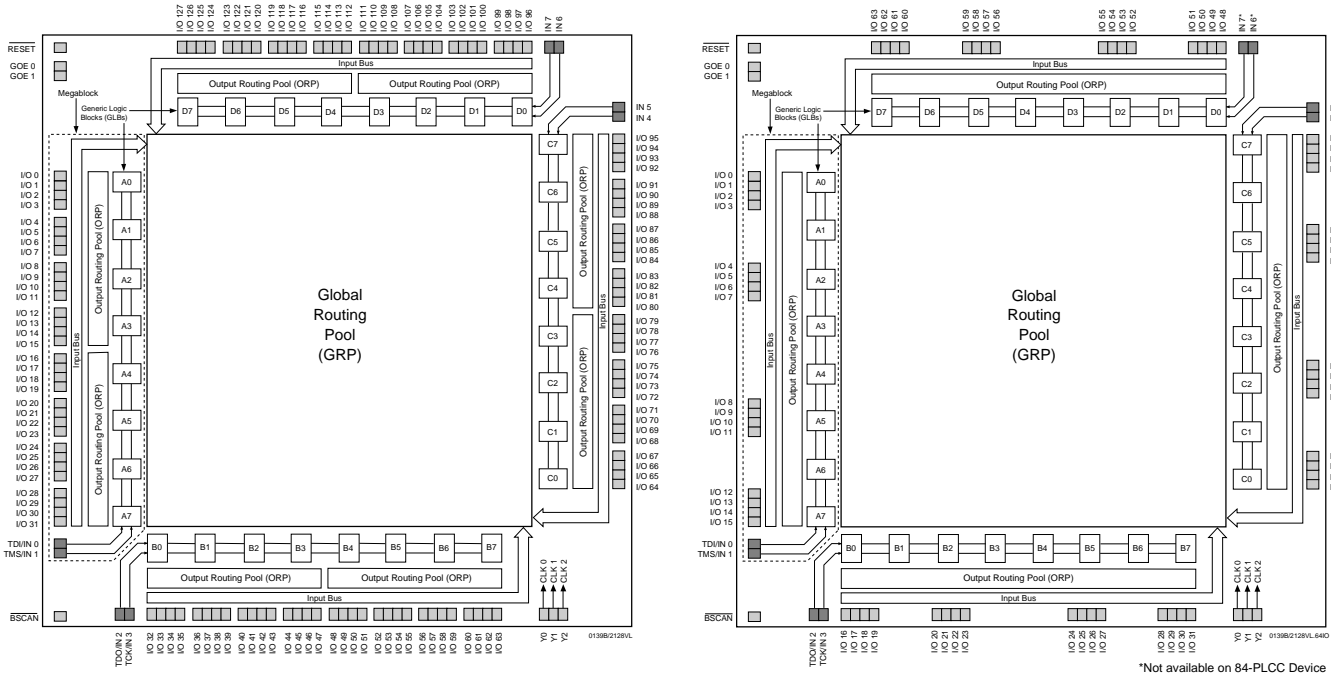 I/O 127
I/O 126
I/O 125
I/O 124
I/O 123
I/O 122
I/O 121
I/O 120
I/O 119
I/O 118
I/O 117
I/O 116
I/O 115
I/O 114
I/O 113
I/O 112
I/O 111
I/O 110
I/O 109
I/O 108
I/O 107
I/O 106
I/O 105
I/O 104
I/O 103
I/O 102
I/O 101
I/O 100
I/O 99
I/O 98
I/O 97
I/O 96
IN 7
IN 6
RESET
GOE 0
GOE 1
Input Bus
Output Routing Pool (ORP)
Output Routing Pool (ORP)
Megablock
Generic Logic
Blocks (GLBs)
D7
D6
D5
D4
D3
D2
D1
D0
IN 5
IN 4
I/O 0
I/O 1
I/O 2
I/O 3
I/O 4
I/O 5
I/O 6
I/O 7
I/O 8
I/O 9
I/O 10
I/O 11
I/O 12
I/O 13
I/O 14
I/O 15
I/O 16
I/O 17
I/O 18
I/O 19
I/O 20
I/O 21
I/O 22
I/O 23
I/O 24
I/O 25
I/O 26
I/O 27
I/O 28
I/O 29
I/O 30
I/O 31
Input Bus
Output Routing Pool (ORP)
Output Routing Pool (ORP)
A0
A1
A2
A3
A4
A5
A6
A7
Global
Routing
Pool
(GRP)
C7
C6
C5
C4
C3
C2
C1
C0
Output Routing Pool (ORP)
Output Routing Pool (ORP)
Input Bus
I/O 95
I/O 94
I/O 93
I/O 92
I/O 91
I/O 90
I/O 89
I/O 88
I/O 87
I/O 86
I/O 85
I/O 84
I/O 83
I/O 82
I/O 81
I/O 80
I/O 79
I/O 78
I/O 77
I/O 76
I/O 75
I/O 74
I/O 73
I/O 72
I/O 71
I/O 70
I/O 69
I/O 68
I/O 67
I/O 66
I/O 65
I/O 64
TDI/IN 0
TMS/IN 1
B0
B1
B2
B3
B4
B5
B6
B7
Output Routing Pool (ORP)
Output Routing Pool (ORP)
Input Bus
CLK 0
CLK 1
CLK 2
BSCAN
TDO/IN 2
TCK/IN 3
I/O 32
I/O 33
I/O 34
I/O 35
I/O 36
I/O 37
I/O 38
I/O 39
I/O 40
I/O 41
I/O 42
I/O 43
I/O 44
I/O 45
I/O 46
I/O 47
I/O 48
I/O 49
I/O 50
I/O 51
I/O 52
I/O 53
I/O 54
I/O 55
I/O 56
I/O 57
I/O 58
I/O 59
I/O 60
I/O 61
I/O 62
I/O 63
Y0
Y1
Y2
0139B/2128VL
I/O 63
I/O 62
I/O 61
I/O 60
I/O 59
I/O 58
I/O 57
I/O 56
I/O 55
I/O 54
I/O 53
I/O 52
I/O 51
I/O 50
I/O 49
I/O 48
IN 7*
IN 6*
RESET
GOE 0
GOE 1
Input Bus
Output Routing Pool (ORP)
Megablock
Generic Logic
Blocks (GLBs)
D7
D6
D5
D4
D3
D2
D1
D0
I/O 0
I/O 1
I/O 2
I/O 3
I/O 4
I/O 5
I/O 6
I/O 7
I/O 8
I/O 9
I/O 10
I/O 11
I/O 12
I/O 13
I/O 14
I/O 15
Input Bus
Output Routing Pool (ORP)
A0
A1
A2
A3
A4
A5
A6
A7
Global
Routing
Pool
(GRP)
C7
C6
C5
C4
C3
C2
C1
C0
Output Routing Pool (ORP)
Input Bus
TDI/IN 0
TMS/IN 1
B0
B1
B2
B3
B4
B5
B6
B7
Output Routing Pool (ORP)
Input Bus
CLK 0
CLK 1
CLK 2
BSCAN
TDO/IN 2
TCK/IN 3
I/O 16
I/O 17
I/O 18
I/O 19
I/O 20
I/O 21
I/O 22
I/O 23
I/O 24
I/O 25
I/O 26
I/O 27
I/O 28
I/O 29
I/O 30
I/O 31
Y0
Y1
Y2
0139B/2128VL.64IO
*Not available on 84-PLCC Device